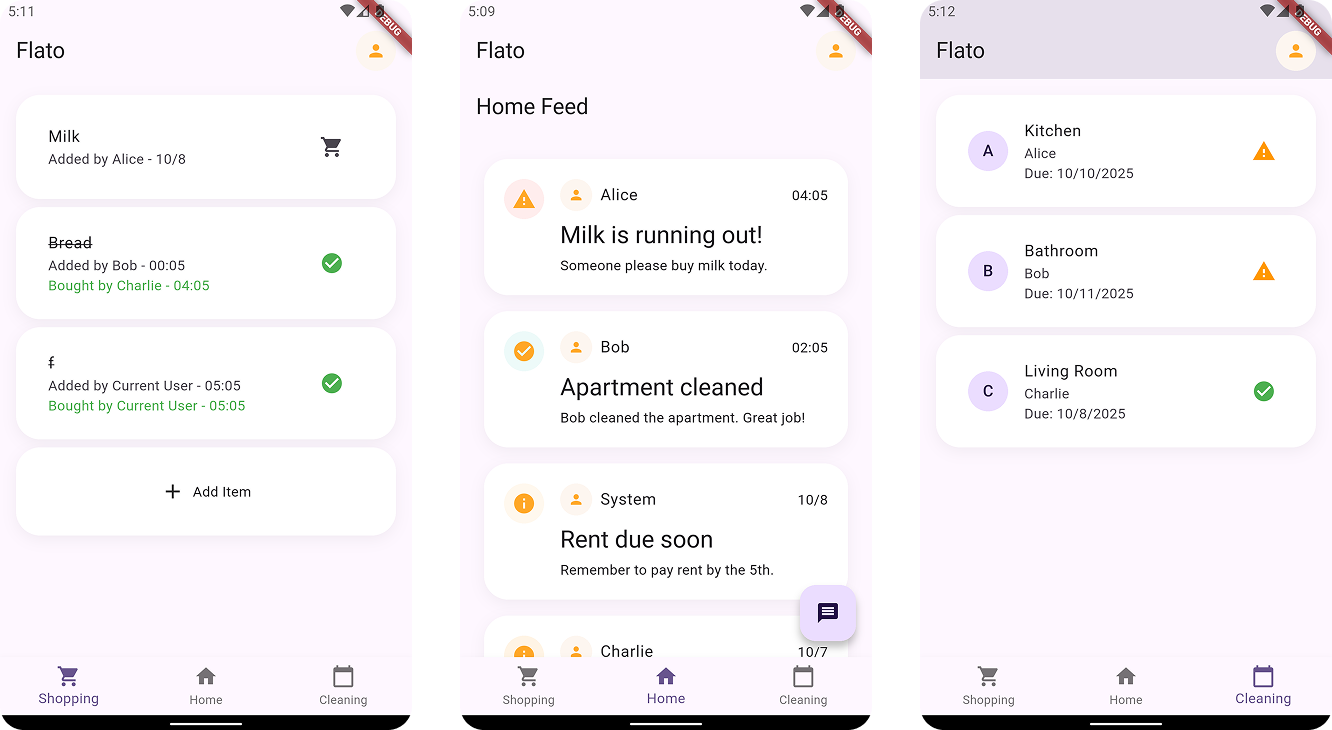 5:11
DEBUG
Flato
Milk
Added by Alice - 10/8
Bread
Added by Bob - 00:05
Bought by Charlie - 04:05
f
Added by Current User - 05:05
Bought by Current User - 05:05
+ Add Item
Shopping
Home
Cleaning
5:09
DEBUG
Flato
Home Feed
Alice 04:05
Milk is running out!
Someone please buy milk today.
Bob 02:05
Apartment cleaned
Bob cleaned the apartment. Great job!
System 10/8
Rent due soon
Remember to pay rent by the 5th.
Charlie 10/7
Shopping
Home
Cleaning
5:12
DEBUG
Flato
A
Kitchen
Alice
Due: 10/10/2025
B
Bathroom
Bob
Due: 10/11/2025
C
Living Room
Charlie
Due: 10/8/2025
Shopping
Home
Cleaning